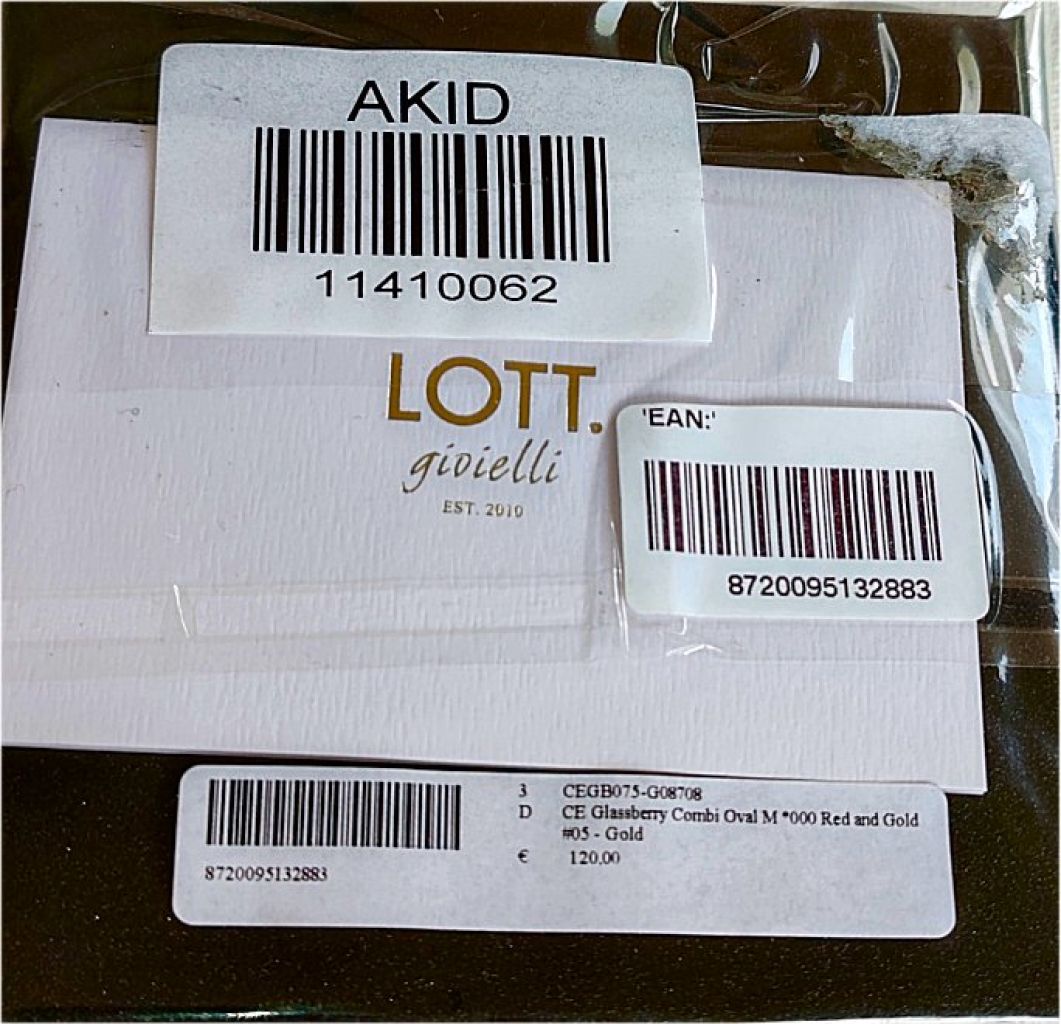 AKID
11410062
LOTT.
gioielli
EST. 2010
'EAN:'
8720095132883
3 CEGB075-G08708
D CE Glassberry Combi Oval M *000 Red and Gold
#05 - Gold
€ 120,00
8720095132883